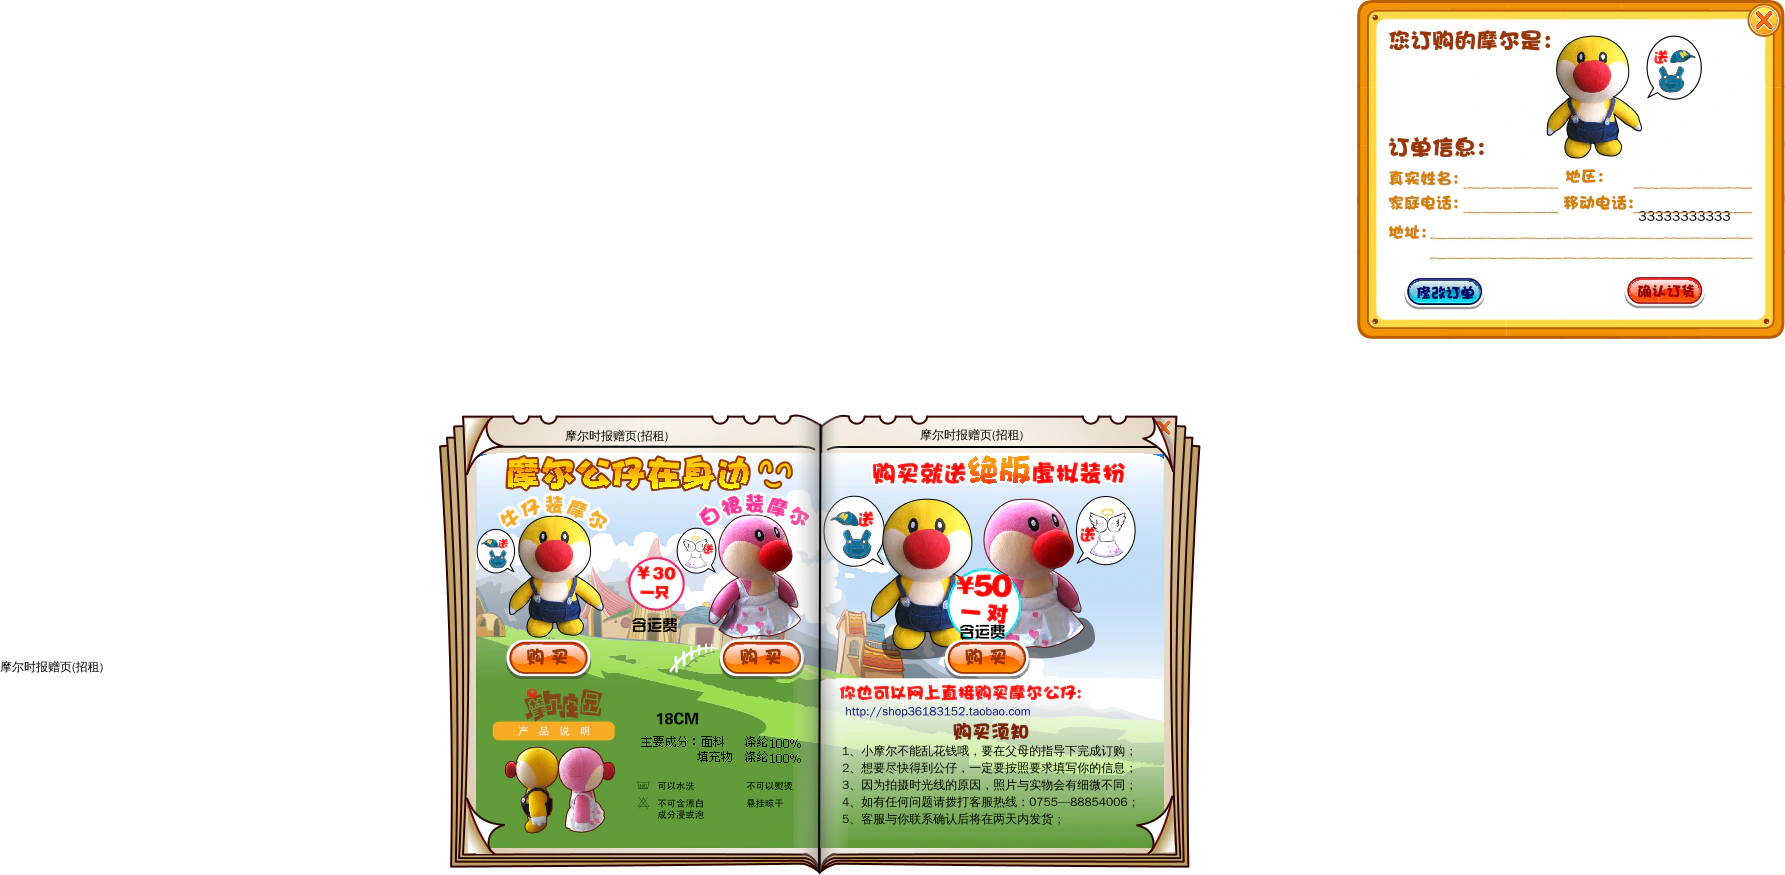 您订购的摩尔是：
送
订单信息：
真实姓名：
地区：
家庭电话：
移动电话：
33333333333
地址：
修改订单
确认订货
摩尔时报赠页(招租)
摩尔时报赠页(招租)
摩尔公仔在身边
牛仔装摩尔
白裙装摩尔
送
送
￥30
一只
含运费
购 买
购 买
摩尔庄园
产 品 说 明
18CM
主要成分：面料 涤纶100%
填充物 涤纶100%
可以水洗 不可以熨烫
不可含漂白 悬挂晾干
成分浸或泡
购买就送绝版虚拟装扮
送
送
￥50
一 对
含运费
购 买
你也可以网上直接购买摩尔公仔：
http://shop36183152.taobao.com
购买须知
1、小摩尔不能乱花钱哦，要在父母的指导下完成订购；
2、想要尽快得到公仔，一定要按照要求填写你的信息；
3、因为拍摄时光线的原因，照片与实物会有细微不同；
4、如有任何问题请拨打客服热线：0755—88854006；
5、客服与你联系确认后将在两天内发货；
摩尔时报赠页(招租)